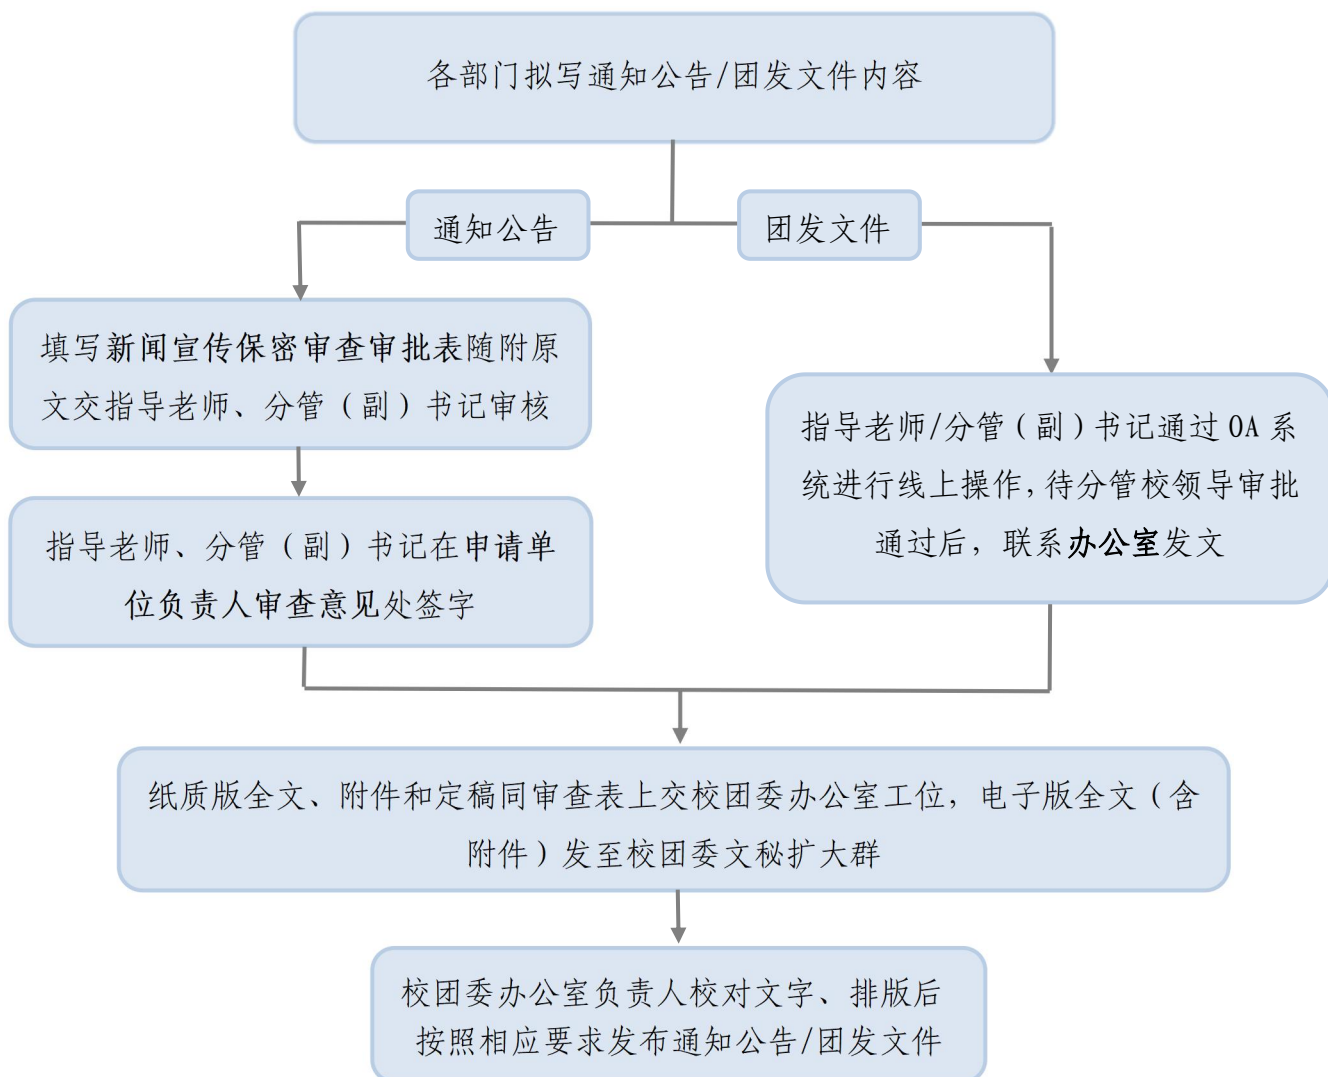 各部门拟写通知公告/团发文件内容
通知公告
团发文件
填写新闻宣传保密审查审批表随附原
文交指导老师、分管（副）书记审核
指导老师、分管（副）书记在申请单
位负责人审查意见处签字
指导老师/分管（副）书记通过 OA 系
统进行线上操作，待分管校领导审批
通过后，联系办公室发文
纸质版全文、附件和定稿同审查表上交校团委办公室工位，电子版全文（含
附件）发至校团委文秘扩大群
校团委办公室负责人校对文字、排版后
按照相应要求发布通知公告/团发文件